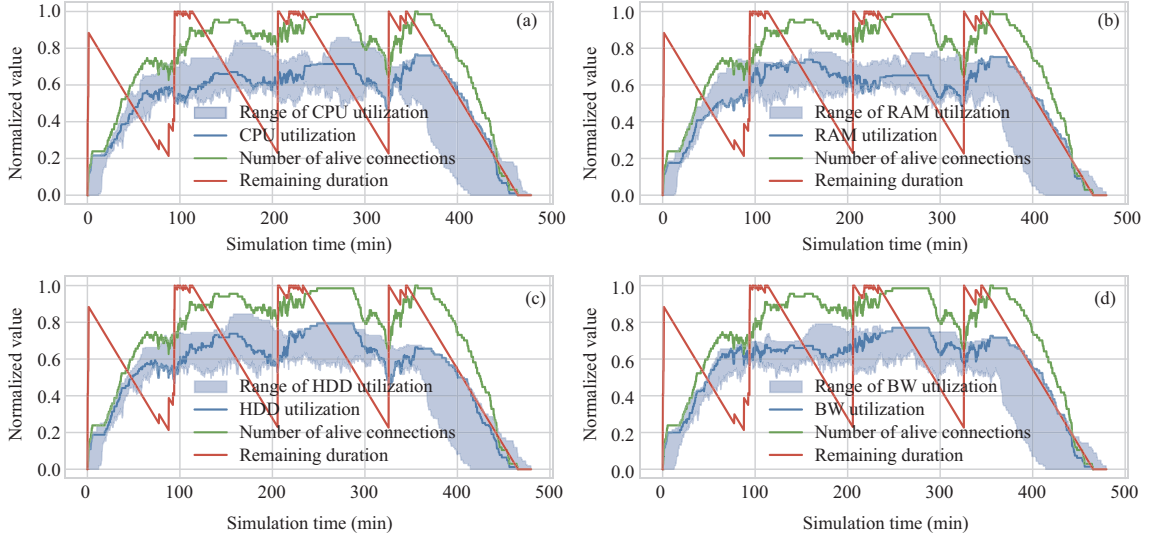 (a)
1.0
0.8
0.6
0.4
0.2
0.0
Normalized value
Range of CPU utilization
CPU utilization
Number of alive connections
Remaining duration
0 100 200 300 400 500
Simulation time (min)
(b)
1.0
0.8
0.6
0.4
0.2
0.0
Normalized value
Range of RAM utilization
RAM utilization
Number of alive connections
Remaining duration
0 100 200 300 400 500
Simulation time (min)
(c)
1.0
0.8
0.6
0.4
0.2
0.0
Normalized value
Range of HDD utilization
HDD utilization
Number of alive connections
Remaining duration
0 100 200 300 400 500
Simulation time (min)
(d)
1.0
0.8
0.6
0.4
0.2
0.0
Normalized value
Range of BW utilization
BW utilization
Number of alive connections
Remaining duration
0 100 200 300 400 500
Simulation time (min)